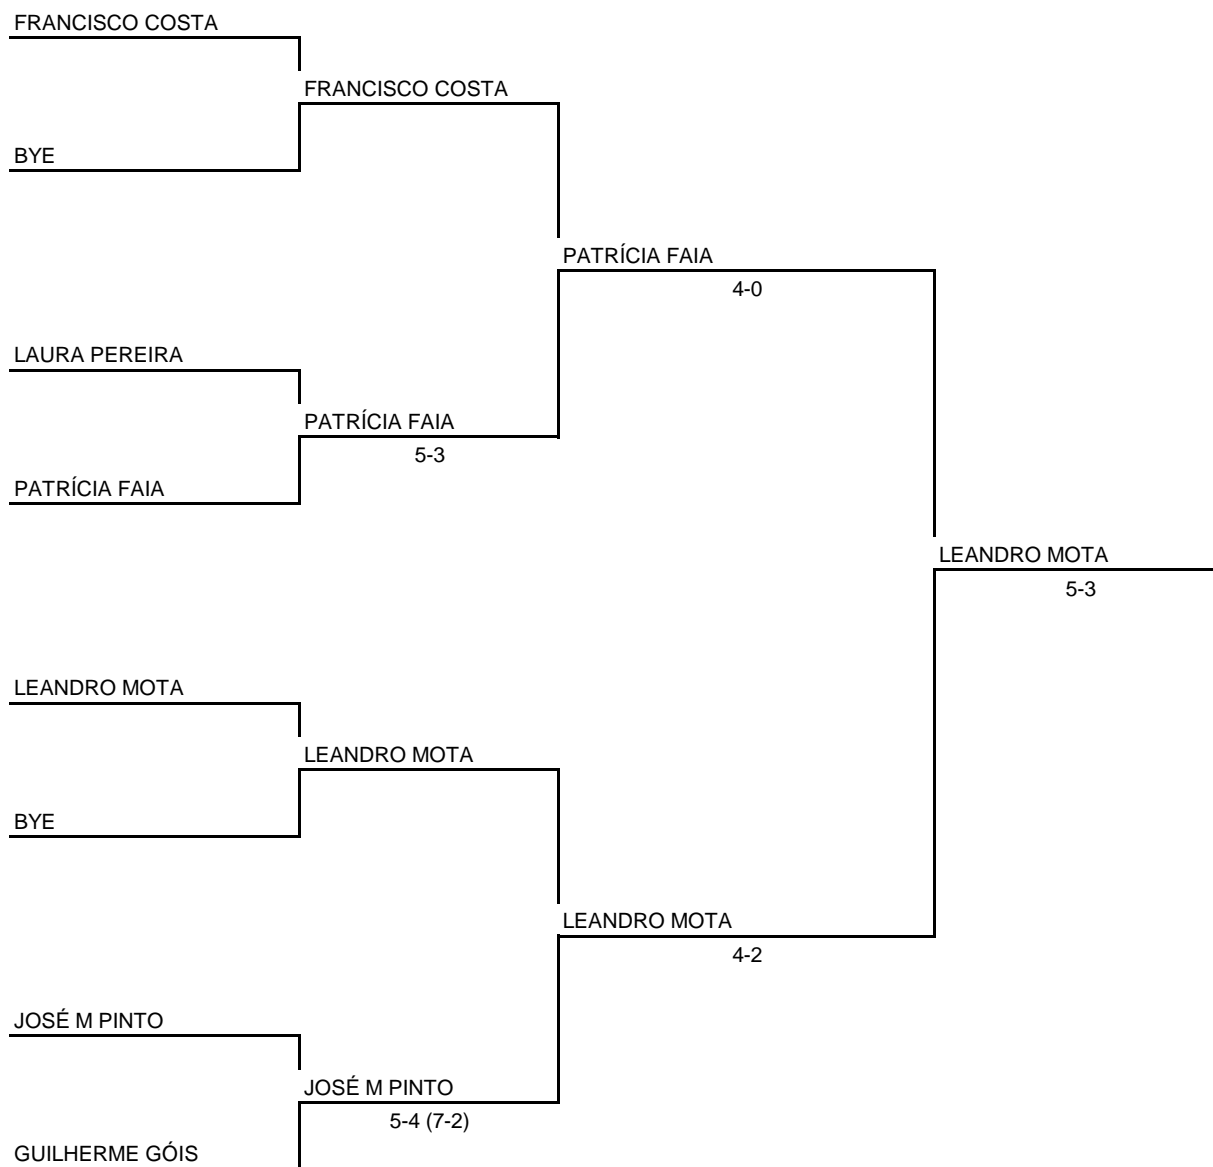 FRANCISCO COSTA
FRANCISCO COSTA
BYE
PATRÍCIA FAIA
4-0
LAURA PEREIRA
PATRÍCIA FAIA
5-3
PATRÍCIA FAIA
LEANDRO MOTA
5-3
LEANDRO MOTA
LEANDRO MOTA
BYE
LEANDRO MOTA
4-2
JOSÉ M PINTO
JOSÉ M PINTO
5-4 (7-2)
GUILHERME GÓIS